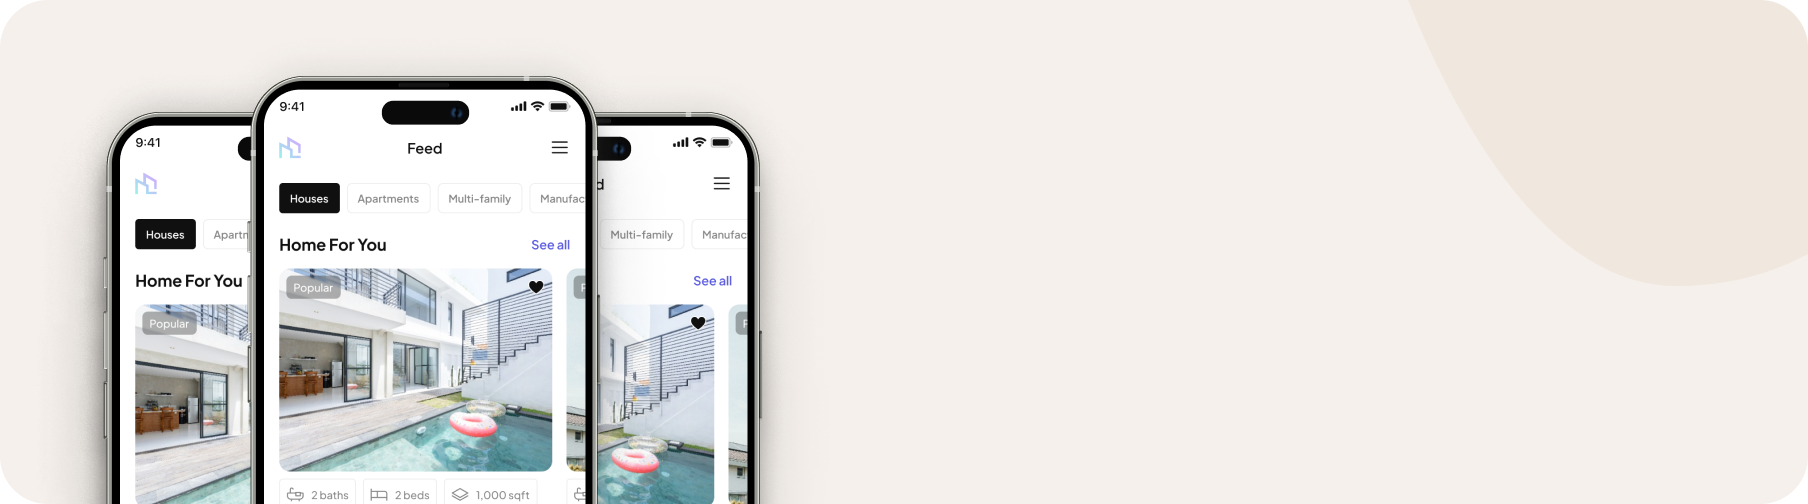 9:41
Feed
Houses
Apartments
Multi-family
Manufac
Home For You
See all
Popular
2 baths
2 beds
1,000 sqft
9:41
Houses
Apartn
Home For You
Popular
d
Multi-family
Manufac
See all